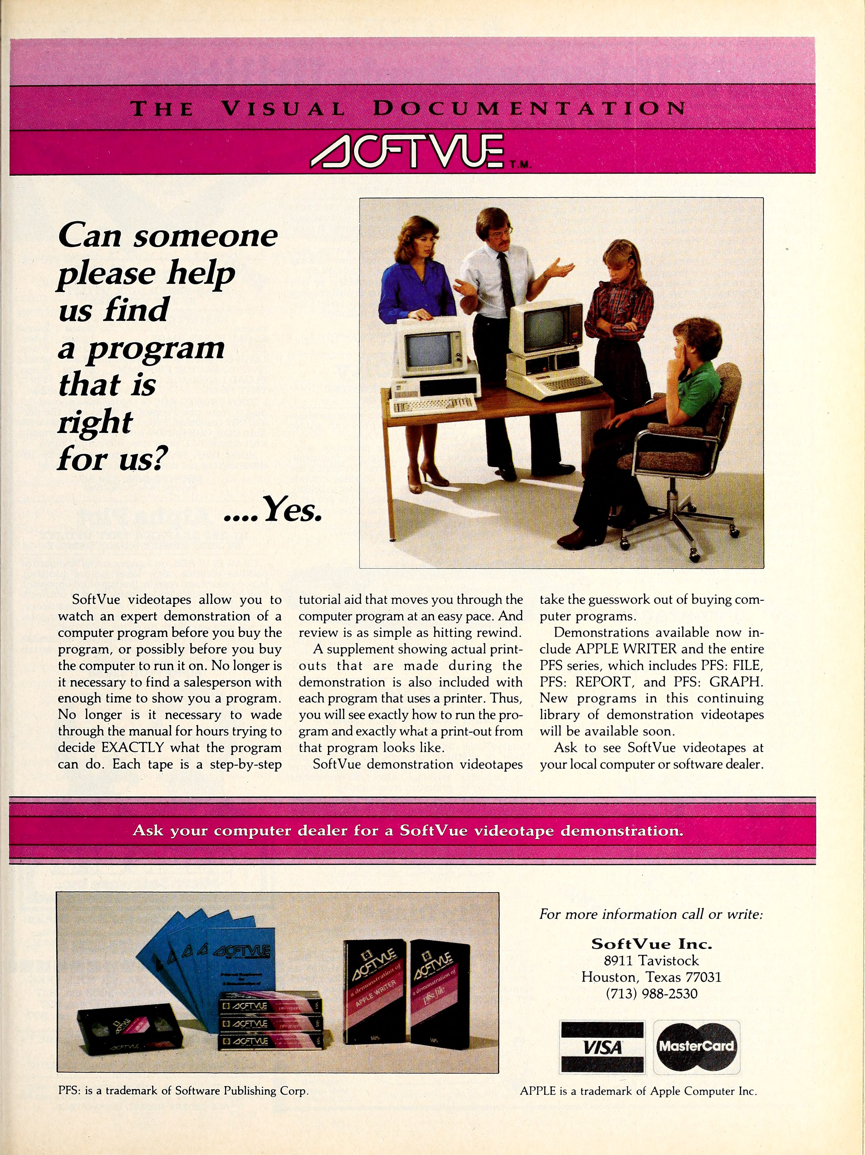 THE VISUAL DOCUMENTATION
SOFTVUE T.M.
Can someone
please help
us find
a program
that is
right
for us?
....Yes.
SoftVue videotapes allow you to
watch an expert demonstration of a
computer program before you buy the
program, or possibly before you buy
the computer to run it on. No longer is
it necessary to find a salesperson with
enough time to show you a program.
No longer is it necessary to wade
through the manual for hours trying to
decide EXACTLY what the program
can do. Each tape is a step-by-step
tutorial aid that moves you through the
computer program at an easy pace. And
review is as simple as hitting rewind.
A supplement showing actual print-
outs that are made during the
demonstration is also included with
each program that uses a printer. Thus,
you will see exactly how to run the pro-
gram and exactly what a print-out from
that program looks like.
SoftVue demonstration videotapes
take the guesswork out of buying com-
puter programs.
Demonstrations available now in-
clude APPLE WRITER and the entire
PFS series, which includes PFS: FILE,
PFS: REPORT, and PFS: GRAPH.
New programs in this continuing
library of demonstration videotapes
will be available soon.
Ask to see SoftVue videotapes at
your local computer or software dealer.
Ask your computer dealer for a SoftVue videotape demonstration.
SOFTVUE
SOFTVUE
SOFTVUE
SOFTVUE
SOFTVUE
a demonstration of
APPLE WRITER
VHS
SOFTVUE
a demonstration of
pfs: file
For more information call or write:
SoftVue Inc.
8911 Tavistock
Houston, Texas 77031
(713) 988-2530
VISA
MasterCard
PFS: is a trademark of Software Publishing Corp.
APPLE is a trademark of Apple Computer Inc.